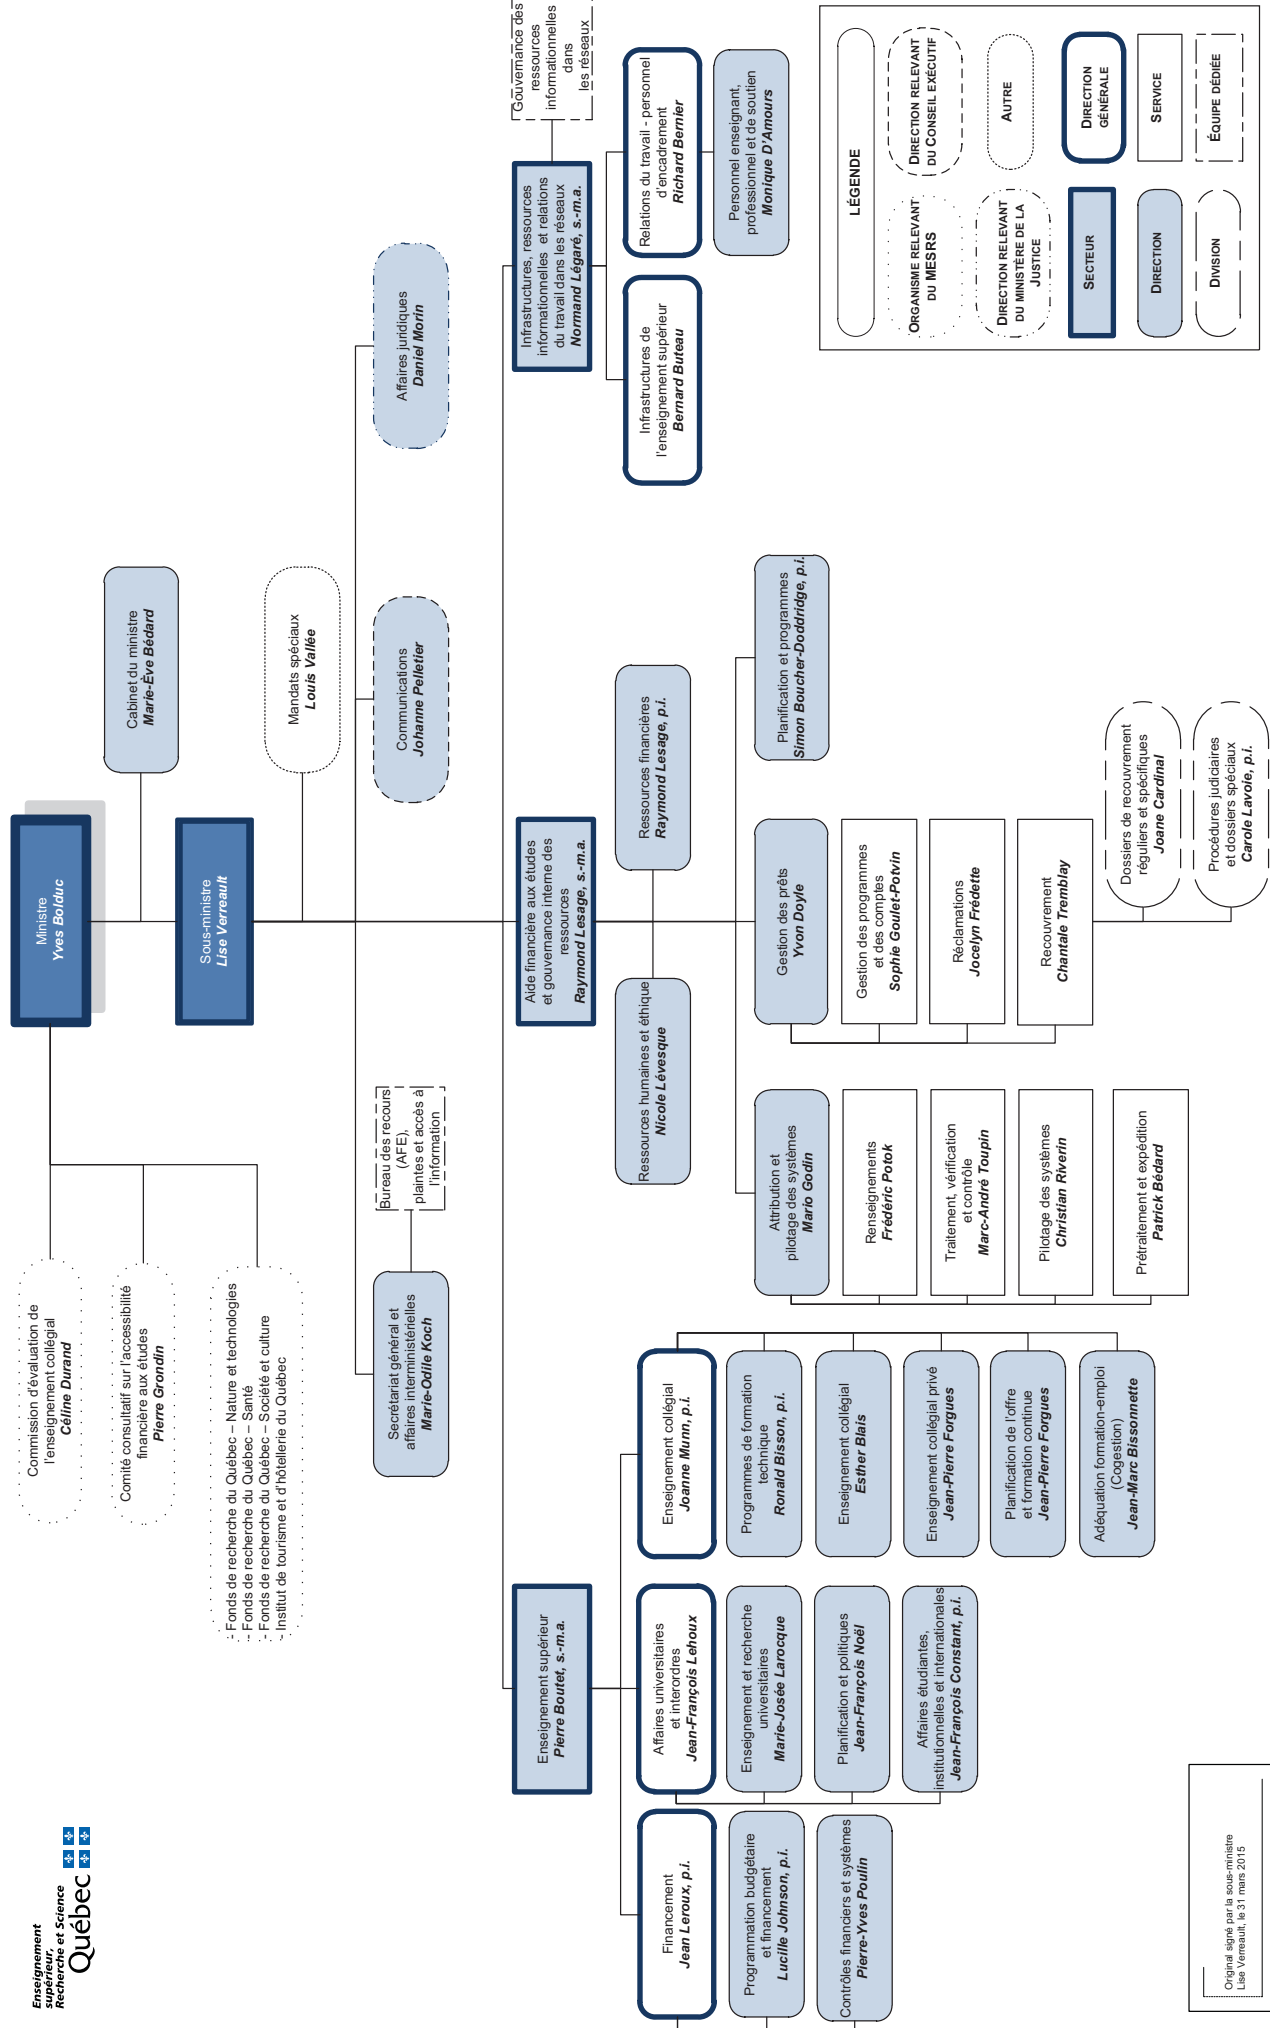 Enseignement
supérieur,
Recherche et Science
Québec
Ministre
Yves Bolduc
Cabinet du ministre
Marie-Ève Bédard
Sous-ministre
Lise Verreault
Mandats spéciaux
Louis Vallée
Commission d'évaluation de
l'enseignement collégial
Céline Durand
Comité consultatif sur l'accessibilité
financière aux études
Pierre Grondin
- Fonds de recherche du Québec – Nature et technologies
- Fonds de recherche du Québec – Santé
- Fonds de recherche du Québec – Société et culture
- Institut de tourisme et d'hôtellerie du Québec
Secrétariat général et
affaires interministérielles
Marie-Odile Koch
Bureau des recours
(AFE),
plaintes et accès à
l'information
Communications
Johanne Pelletier
Affaires juridiques
Daniel Morin
Enseignement supérieur
Pierre Boutet, s.-m.a.
Aide financière aux études
et gouvernance interne des
ressources
Raymond Lesage, s.-m.a.
Infrastructures, ressources
informationnelles et relations
du travail dans les réseaux
Normand Légaré, s.-m.a.
Gouvernance des
ressources
informationnelles
dans
les réseaux
Financement
Jean Leroux, p.i.
Programmation budgétaire
et financement
Lucille Johnson, p.i.
Contrôles financiers et systèmes
Pierre-Yves Poulin
Affaires universitaires
et interordres
Jean-François Lehoux
Enseignement et recherche
universitaires
Marie-Josée Larocque
Planification et politiques
Jean-François Noël
Affaires étudiantes,
institutionnelles et internationales
Jean-François Constant, p.i.
Enseignement collégial
Joanne Munn, p.i.
Programmes de formation
technique
Ronald Bisson, p.i.
Enseignement collégial
Esther Blais
Enseignement collégial privé
Jean-Pierre Forgues
Planification de l'offre
et formation continue
Jean-Pierre Forgues
Adéquation formation-emploi
(Cogestion)
Jean-Marc Bissonnette
Ressources humaines et éthique
Nicole Lévesque
Ressources financières
Raymond Lesage, p.i.
Attribution et
pilotage des systèmes
Mario Godin
Renseignements
Frédéric Potok
Traitement, vérification
et contrôle
Marc-André Toupin
Pilotage des systèmes
Christian Riverin
Prétraitement et expédition
Patrick Bédard
Gestion des prêts
Yvon Doyle
Gestion des programmes
et des comptes
Sophie Goulet-Potvin
Réclamations
Jocelyn Frédette
Recouvrement
Chantale Tremblay
Dossiers de recouvrement
réguliers et spécifiques
Joane Cardinal
Procédures judiciaires
et dossiers spéciaux
Carole Lavoie, p.i.
Planification et programmes
Simon Boucher-Doddridge, p.i.
Infrastructures de
l'enseignement supérieur
Bernard Buteau
Relations du travail - personnel
d'encadrement
Richard Bernier
Personnel enseignant,
professionnel et de soutien
Monique D'Amours
LÉGENDE
ORGANISME RELEVANT
DU MESRS
DIRECTION RELEVANT
DU CONSEIL EXÉCUTIF
DIRECTION RELEVANT
DU MINISTÈRE DE LA
JUSTICE
AUTRE
SECTEUR
DIRECTION
GÉNÉRALE
DIRECTION
SERVICE
DIVISION
ÉQUIPE DÉDIÉE
Original signé par la sous-ministre
Lise Verreault, le 31 mars 2015